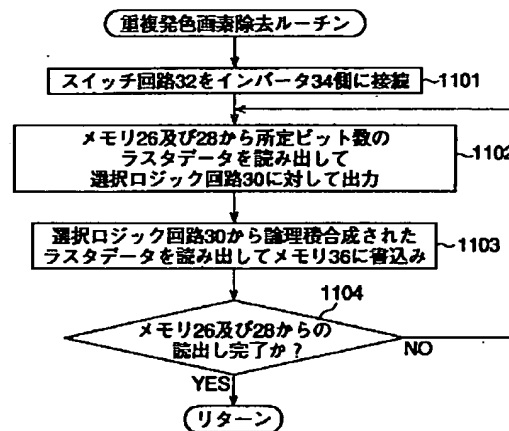 重複発色画素除去ルーチン
スイッチ回路32をインバータ34側に接続
1101
メモリ26及び28から所定ビット数の
ラスタデータを読み出して
選択ロジック回路30に対して出力
1102
選択ロジック回路30から論理積合成された
ラスタデータを読み出してメモリ36に書込み
1103
1104
メモリ26及び28からの
読出し完了か?
NO
YES
リターン